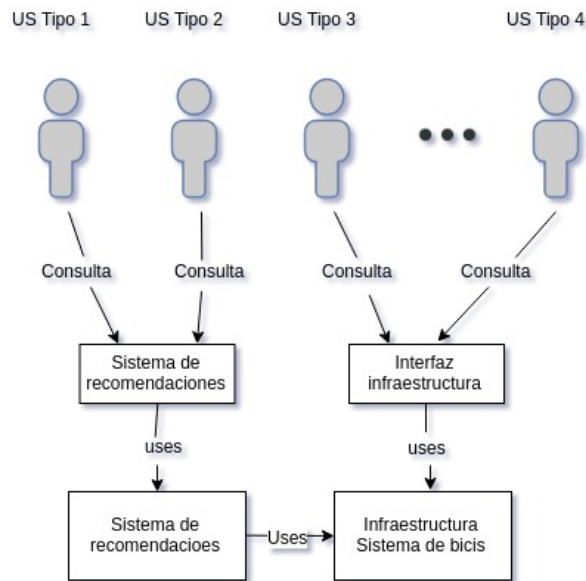 US Tipo 1
US Tipo 2
US Tipo 3
US Tipo 4
Consulta
Consulta
Consulta
Consulta
Sistema de
recomendaciones
Interfaz
infraestructura
uses
uses
Sistema de
recomendacioes
Uses
Infraestructura
Sistema de bicis